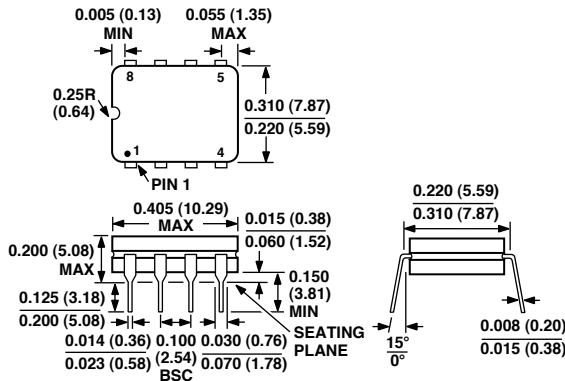 0.005 (0.13)
MIN
0.055 (1.35)
MAX
8
5
0.25R
(0.64)
0.310 (7.87)
0.220 (5.59)
1
4
PIN 1
0.405 (10.29)
MAX
0.015 (0.38)
0.060 (1.52)
0.200 (5.08)
MAX
0.150
(3.81)
MIN
0.125 (3.18)
0.200 (5.08)
SEATING
PLANE
0.014 (0.36)
0.023 (0.58)
0.100
(2.54)
BSC
0.030 (0.76)
0.070 (1.78)
0.220 (5.59)
0.310 (7.87)
15°
0°
0.008 (0.20)
0.015 (0.38)